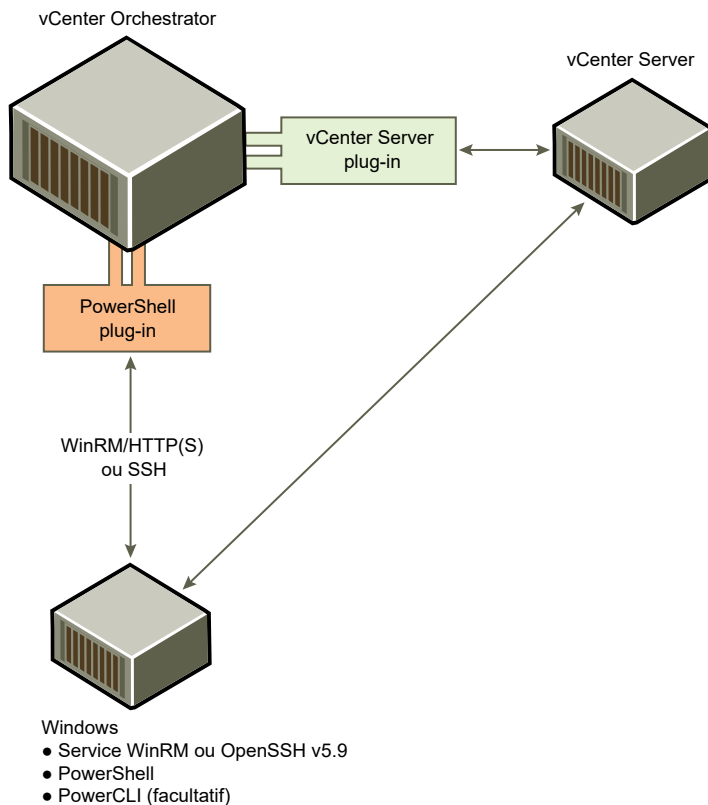 vCenter Orchestrator
vCenter Server
vCenter Server
plug-in
PowerShell
plug-in
WinRM/HTTP(S)
ou SSH
Windows
● Service WinRM ou OpenSSH v5.9
● PowerShell
● PowerCLI (facultatif)